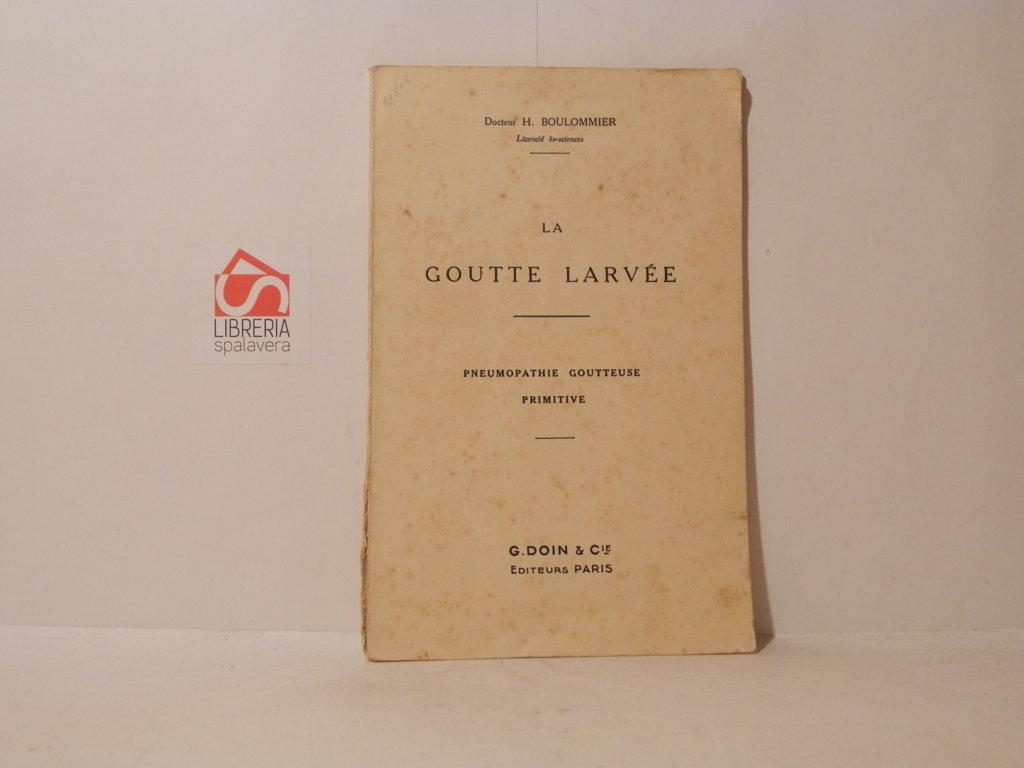 Docteur H. BOULOMMIER
Licencié ès-sciences
LA
GOUTTE LARVÉE
PNEUMOPATHIE GOUTTEUSE
PRIMITIVE
G. DOIN & CIE
EDITEURS PARIS
LIBRERIA
spalavera